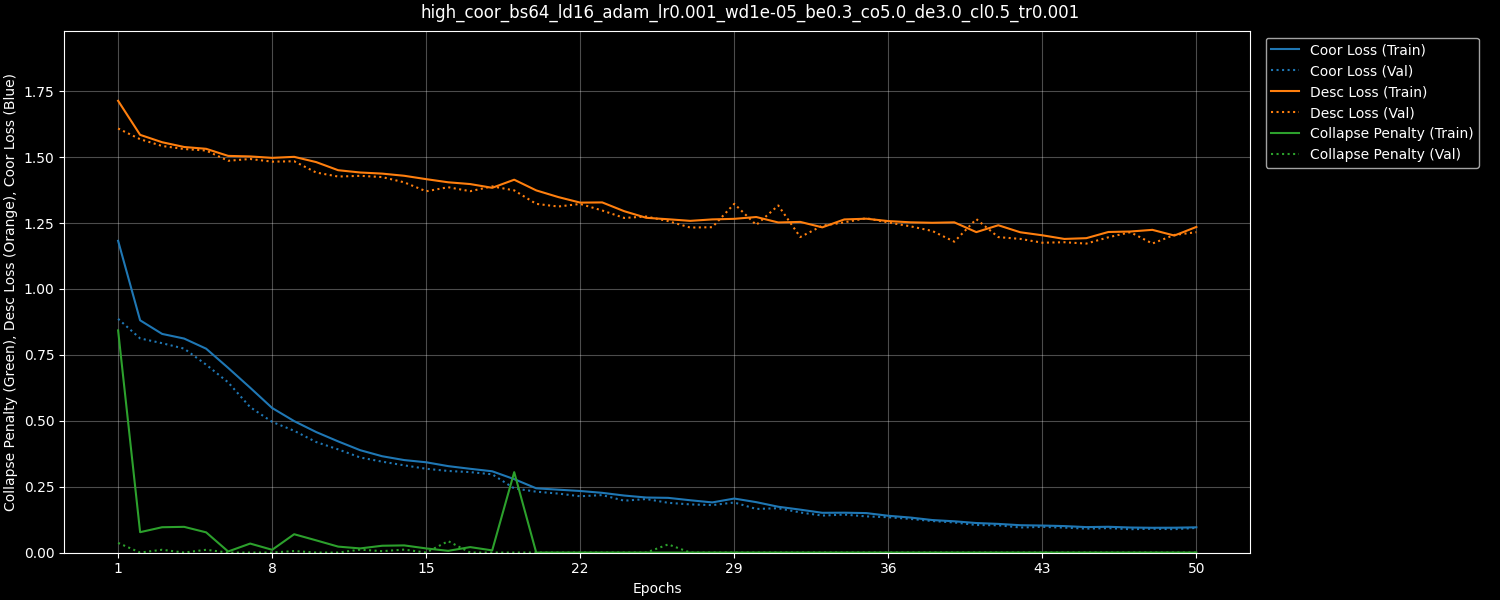 high_coor_bs64_ld16_adam_lr0.001_wd1e-05_be0.3_co5.0_de3.0_cl0.5_tr0.001
Collapse Penalty (Green), Desc Loss (Orange), Coor Loss (Blue)
1.75
1.50
1.25
1.00
0.75
0.50
0.25
0.00
1 8 15 22 29 36 43 50
Epochs
Coor Loss (Train)
Coor Loss (Val)
Desc Loss (Train)
Desc Loss (Val)
Collapse Penalty (Train)
Collapse Penalty (Val)